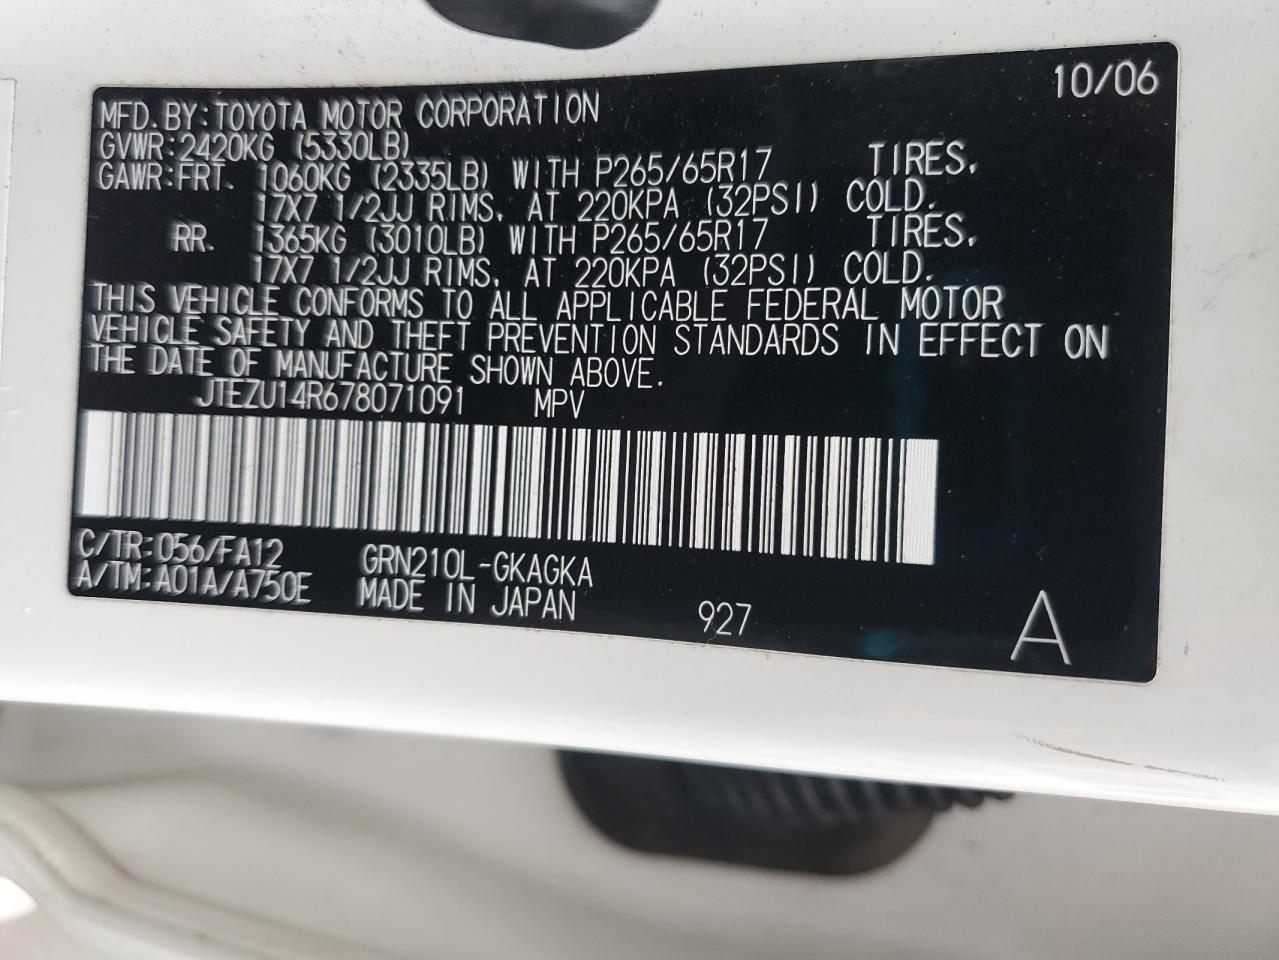 10/06
MFD.BY:TOYOTA MOTOR CORPORATION
GVWR:2420KG (5330LB)
GAWR:FRT. 1060KG (2335LB) WITH P265/65R17 TIRES,
17X7 1/2JJ RIMS, AT 220KPA (32PSI) COLD.
RR. 1365KG (3010LB) WITH P265/65R17 TIRES,
17X7 1/2JJ RIMS, AT 220KPA (32PSI) COLD.
THIS VEHICLE CONFORMS TO ALL APPLICABLE FEDERAL MOTOR
VEHICLE SAFETY AND THEFT PREVENTION STANDARDS IN EFFECT ON
THE DATE OF MANUFACTURE SHOWN ABOVE.
JTEZU14R678071091 MPV
C/TR:056/FA12 GRN210L-GKAGKA
A/TM:A01A/A750E MADE IN JAPAN 927
A